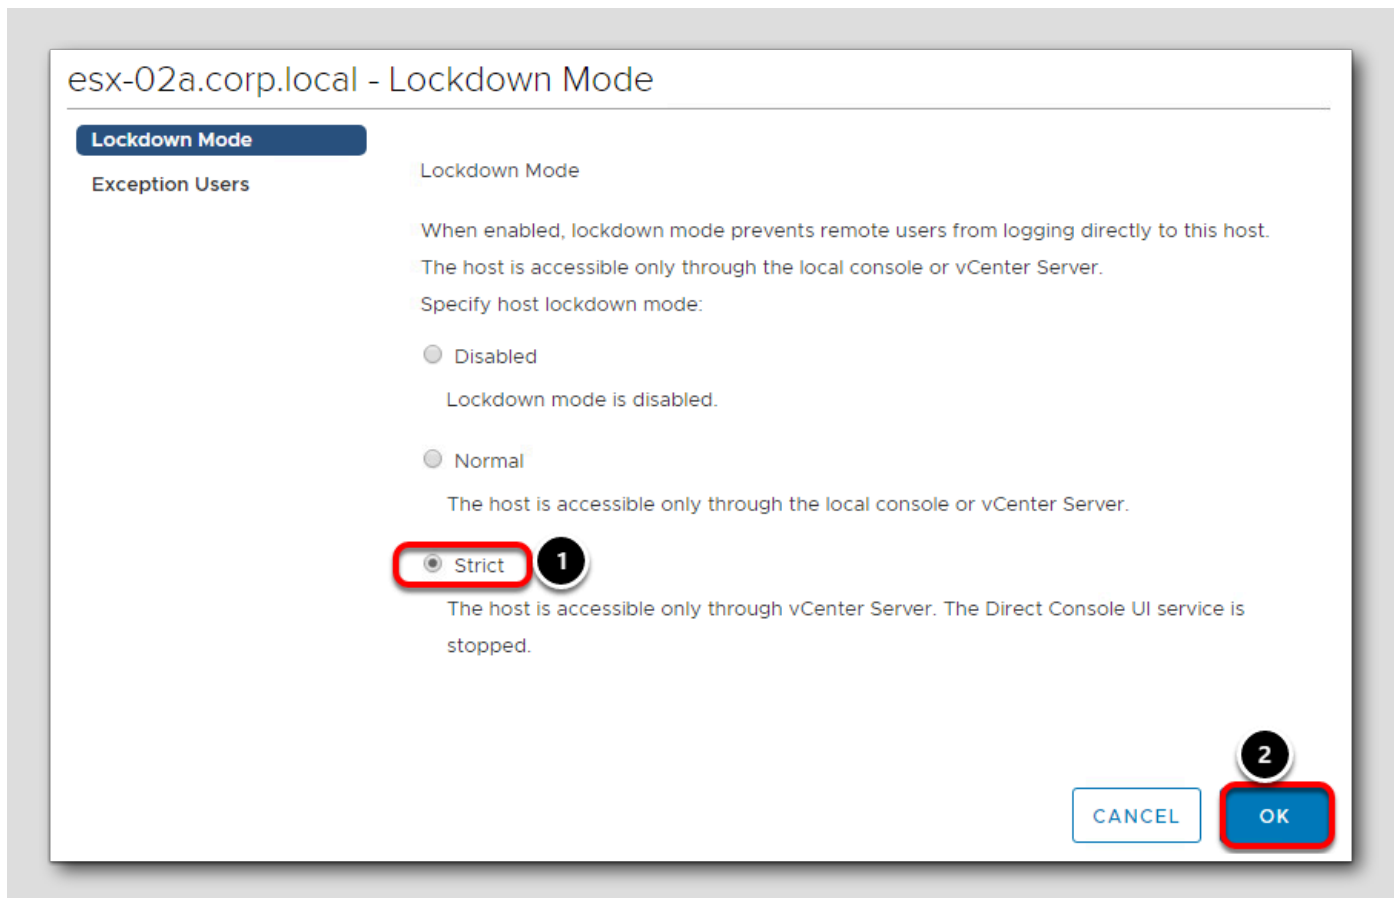 esx-02a.corp.local - Lockdown Mode
Lockdown Mode
Exception Users
Lockdown Mode
When enabled, lockdown mode prevents remote users from logging directly to this host.
The host is accessible only through the local console or vCenter Server.
Specify host lockdown mode:
Disabled
Lockdown mode is disabled.
Normal
The host is accessible only through the local console or vCenter Server.
Strict
1
The host is accessible only through vCenter Server. The Direct Console UI service is
stopped.
2
CANCEL
OK